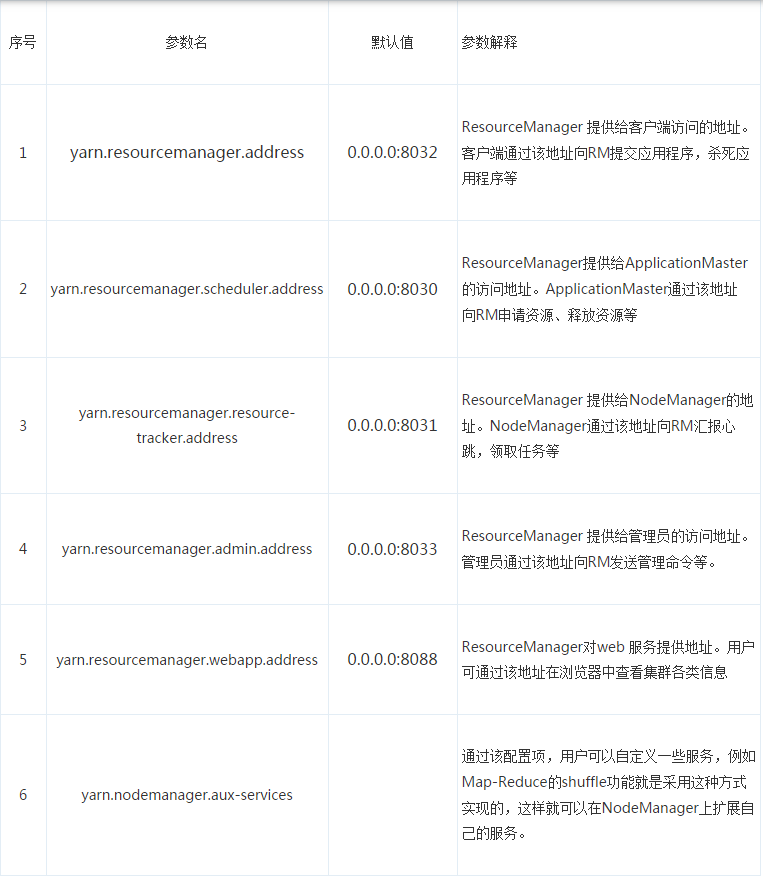 序号 参数名 默认值 参数解释
1 yarn.resourcemanager.address 0.0.0.0:8032 ResourceManager 提供给客户端访问的地址。
客户端通过该地址向RM提交应用程序，杀死应
用程序等
2 yarn.resourcemanager.scheduler.address 0.0.0.0:8030 ResourceManager提供给ApplicationMaster
的访问地址。ApplicationMaster通过该地址
向RM申请资源、释放资源等
3 yarn.resourcemanager.resource-
tracker.address 0.0.0.0:8031 ResourceManager 提供给NodeManager的地
址。NodeManager通过该地址向RM汇报心
跳，领取任务等
4 yarn.resourcemanager.admin.address 0.0.0.0:8033 ResourceManager 提供给管理员的访问地址。
管理员通过该地址向RM发送管理命令等。
5 yarn.resourcemanager.webapp.address 0.0.0.0:8088 ResourceManager对web 服务提供地址。用户
可通过该地址在浏览器中查看集群各类信息
6 yarn.nodemanager.aux-services 通过该配置项，用户可以自定义一些服务，例如
Map-Reduce的shuffle功能就是采用这种方式
实现的，这样就可以在NodeManager上扩展自
己的服务。